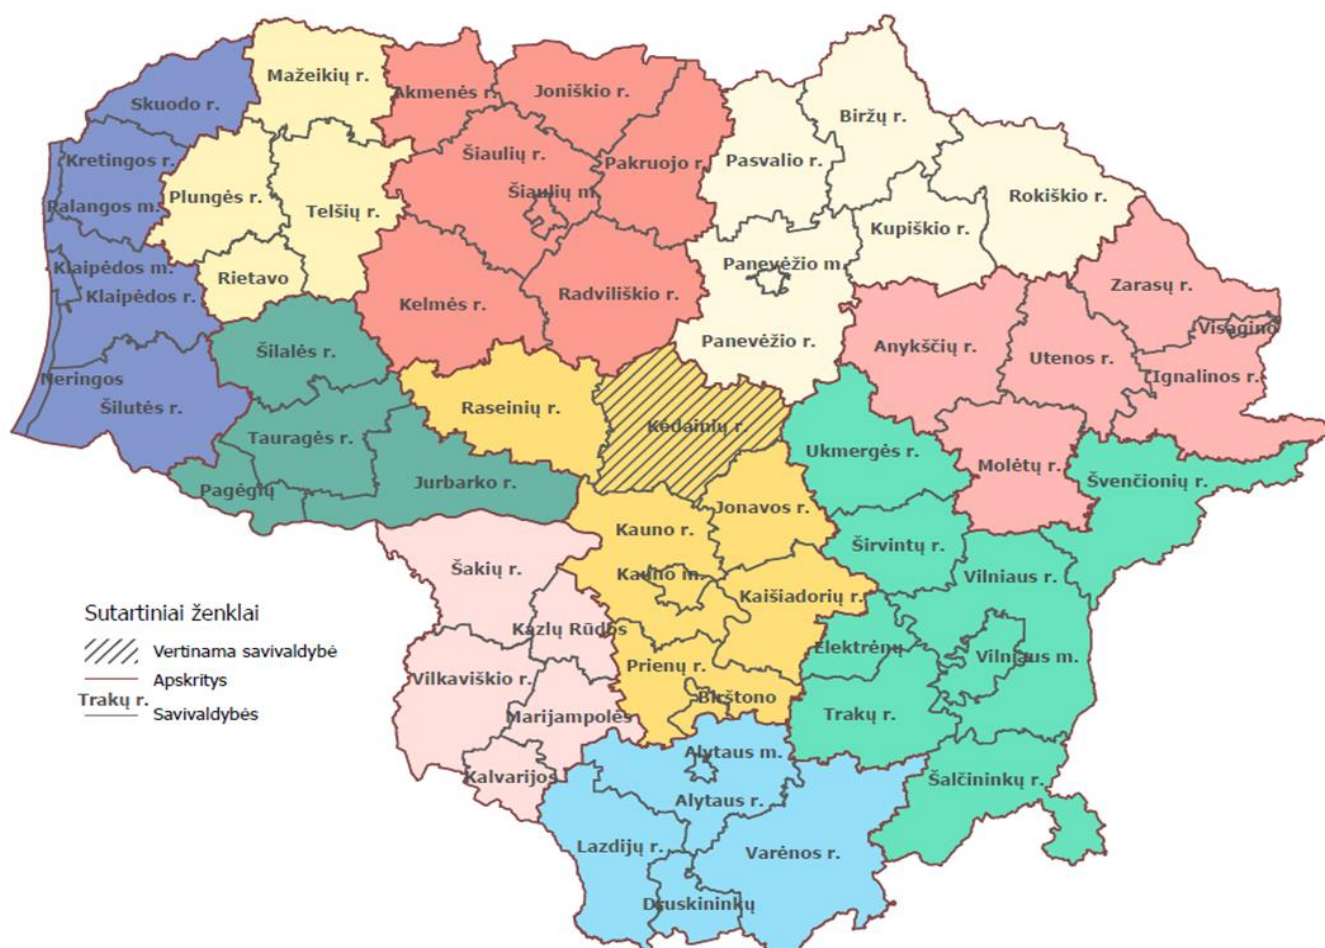 Mažeikių r.
Akmenės r.
Joniškio r.
Skuodo r.
Biržų r.
Kretingos r.
Šiaulių r.
Pakruojo r.
Pasvalio r.
Plungės r.
Telšių r.
Šiaulių m.
Rokiškio r.
Palangos m.
Kupiškio r.
Klaipėdos m.
Rietavo
Panevėžio m.
Zarasų r.
Klaipėdos r.
Kelmės r.
Radviliškio r.
Visagino
Šilalės r.
Panevėžio r.
Anykščių r.
Utenos r.
Ignalinos r.
Neringos
Šilutės r.
Raseinių r.
Kėdainių r.
Tauragės r.
Ukmergės r.
Molėtų r.
Švenčionių r.
Pagėgių
Jurbarko r.
Jonavos r.
Kauno r.
Širvintų r.
Šakių r.
Kauno m.
Kaišiadorių r.
Vilniaus r.
Kazlų Rūdos
Elektrėnų
Vilniaus m.
Prienų r.
Vilkaviškio r.
Birštono
Marijampolės
Trakų r.
Kalvarijos
Alytaus m.
Alytaus r.
Šalčininkų r.
Lazdijų r.
Varėnos r.
Druskininkų
Sutartiniai ženklai
Vertinama savivaldybė
Apskritys
Trakų r.
Savivaldybės